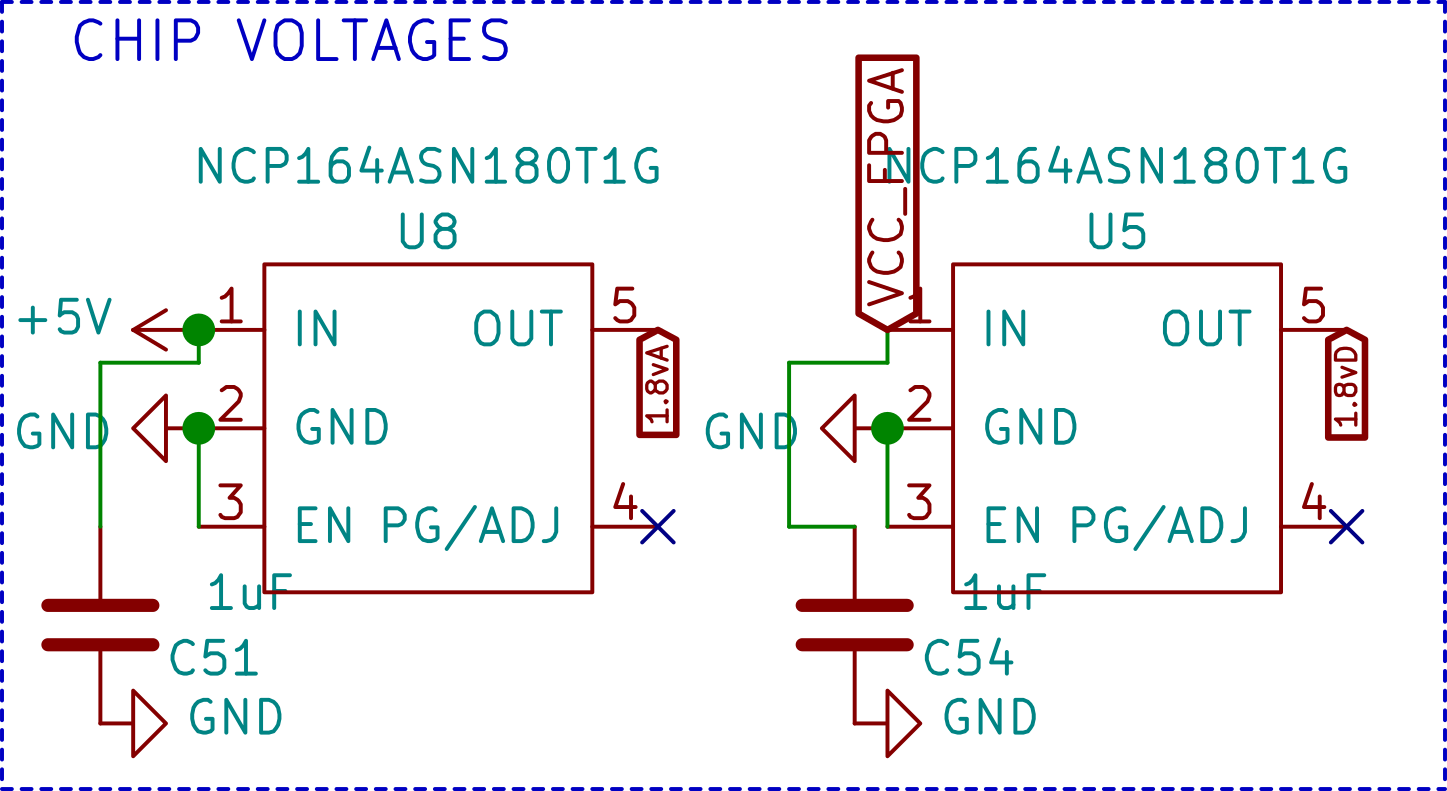 CHIP VOLTAGES
NCP164ASN180T1G
U8
+5V
1
IN
OUT
5
1.8vA
GND
2
GND
3
EN
PG/ADJ
4
1uF
C51
GND
VCC_FPGA
NCP164ASN180T1G
U5
1
IN
OUT
5
1.8vD
GND
2
GND
3
EN
PG/ADJ
4
1uF
C54
GND